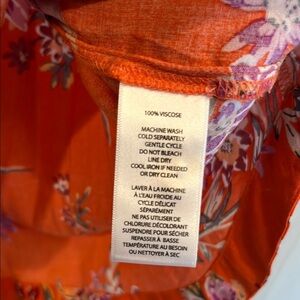 100% VISCOSE
MACHINE WASH
COLD SEPARATELY
GENTLE CYCLE
DO NOT BLEACH
LINE DRY
COOL IRON IF NEEDED
OR DRY CLEAN
LAVER À LA MACHINE
À L'EAU FROIDE AU
CYCLE DÉLICAT
SÉPARÉMENT
NE PAS UTILISER DE
CHLORURE DÉCOLORANT
SUSPENDRE POUR SÉCHER
REPASSER À BASSE
TEMPÉRATURE AU BESOIN
OU NETTOYER À SEC